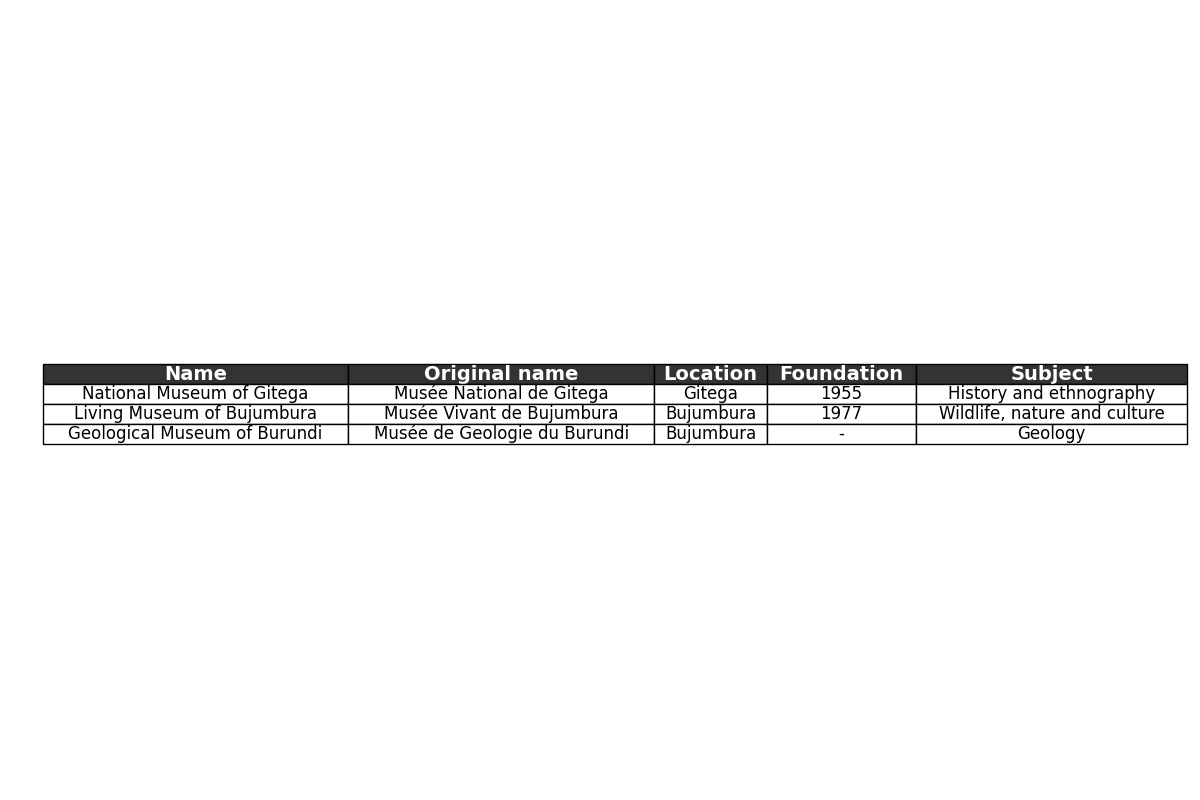 Name Original name Location Foundation Subject
National Museum of Gitega Musée National de Gitega Gitega 1955 History and ethnography
Living Museum of Bujumbura Musée Vivant de Bujumbura Bujumbura 1977 Wildlife, nature and culture
Geological Museum of Burundi Musée de Geologie du Burundi Bujumbura - Geology